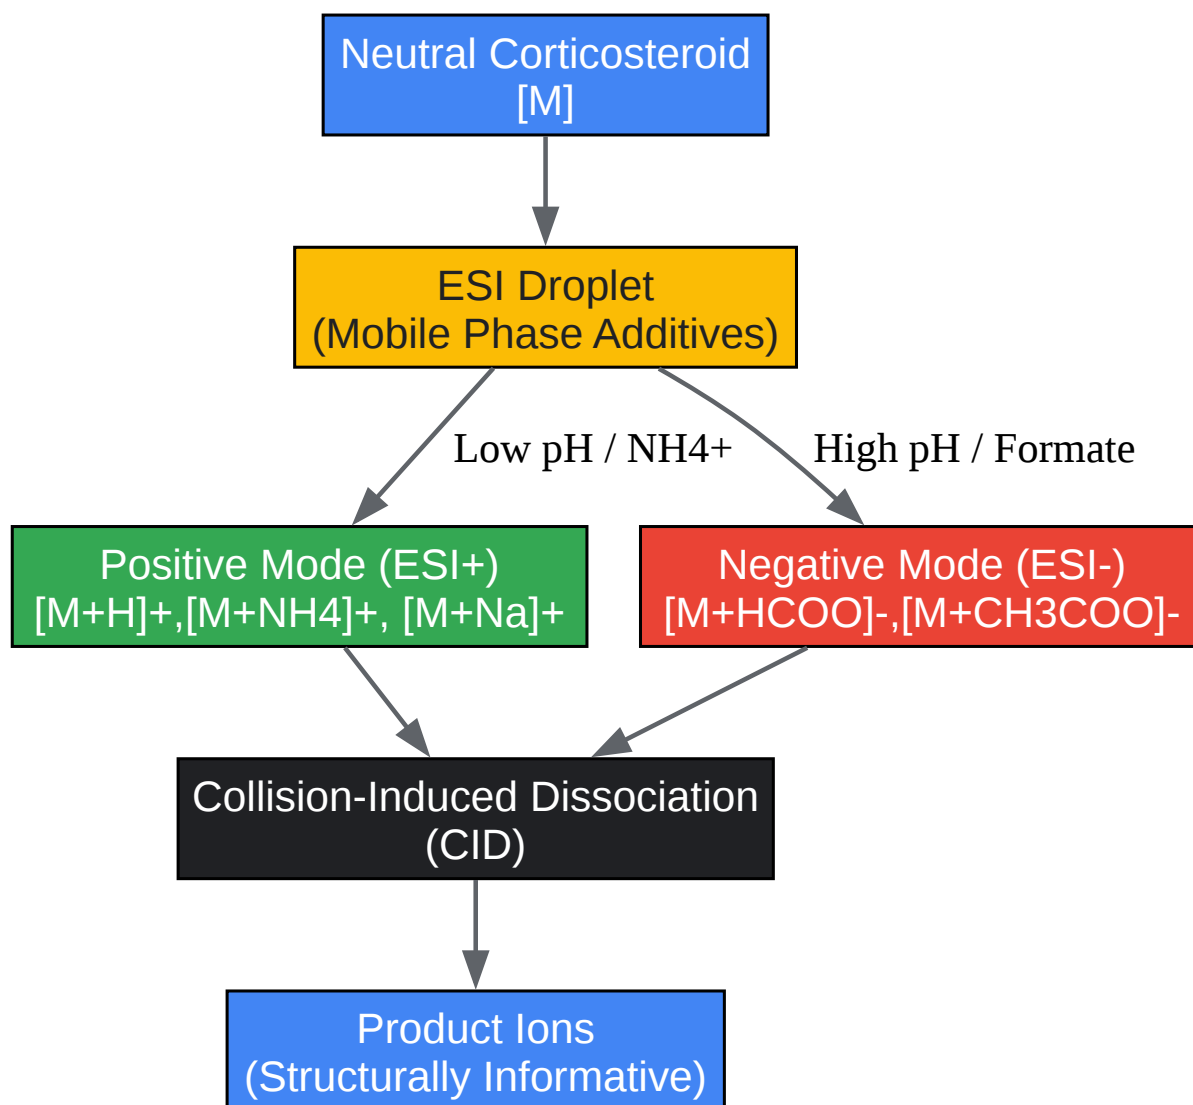 Neutral Corticosteroid
[M]
ESI Droplet
(Mobile Phase Additives)
Low pH / NH4+
High pH / Formate
Positive Mode (ESI+)
[M+H]+,[M+NH4]+, [M+Na]+
Negative Mode (ESI-)
[M+HCOO]-,[M+CH3COO]-
Collision-Induced Dissociation
(CID)
Product Ions
(Structurally Informative)